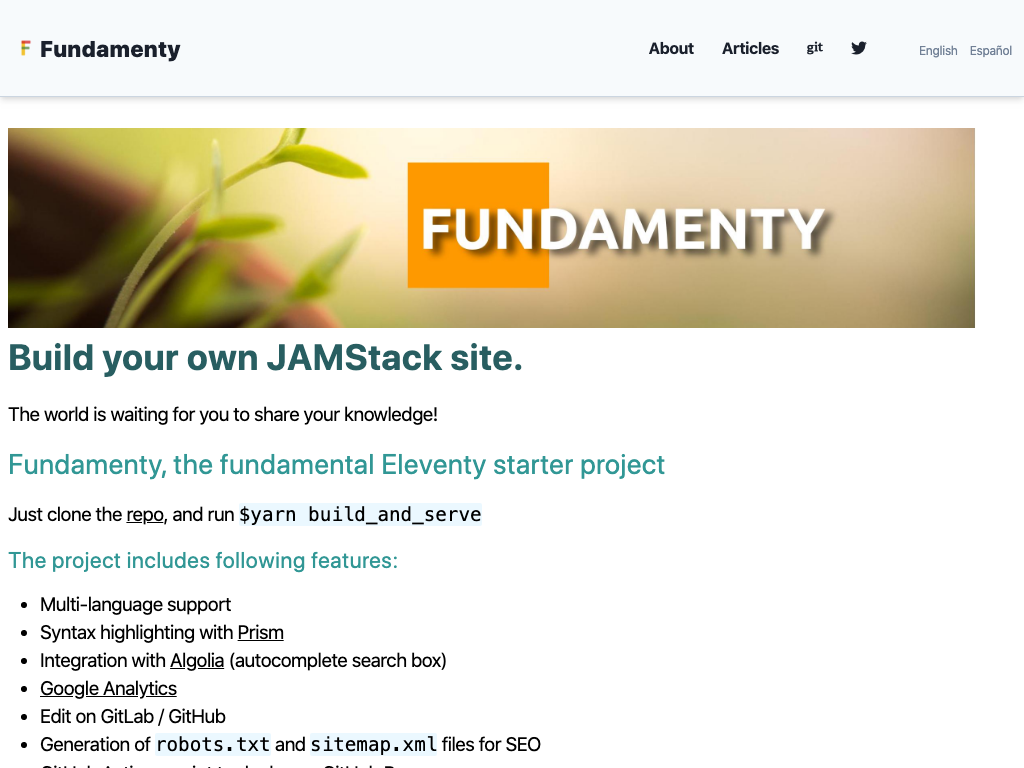 Fundamenty
About Articles git English Español
FUNDAMENTY
Build your own JAMStack site.
The world is waiting for you to share your knowledge!
Fundamenty, the fundamental Eleventy starter project
Just clone the repo, and run $yarn build_and_serve
The project includes following features:
Multi-language support
Syntax highlighting with Prism
Integration with Algolia (autocomplete search box)
Google Analytics
Edit on GitLab / GitHub
Generation of robots.txt and sitemap.xml files for SEO